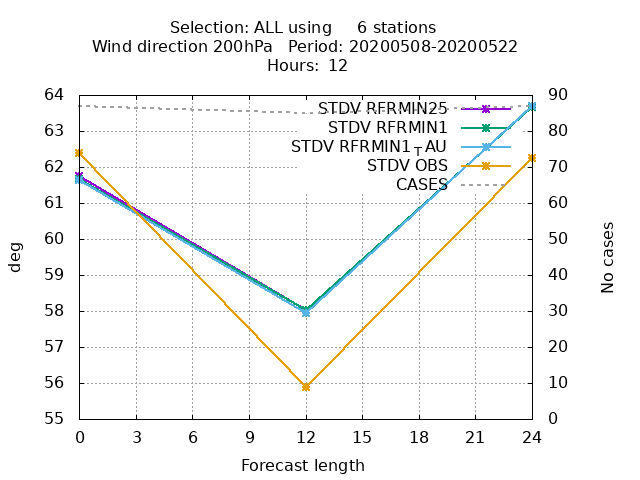 Selection: ALL using     6 stations
Wind direction 200hPa   Period: 20200508-20200522
Hours: 12
64
63
62
61
60
59
58
57
56
55
deg
90
80
70
60
50
40
30
20
10
0
No cases
STDV RFRMIN25
STDV RFRMIN1
STDV RFRMIN1TAU
STDV OBS
CASES
0 3 6 9 12 15 18 21 24
Forecast length